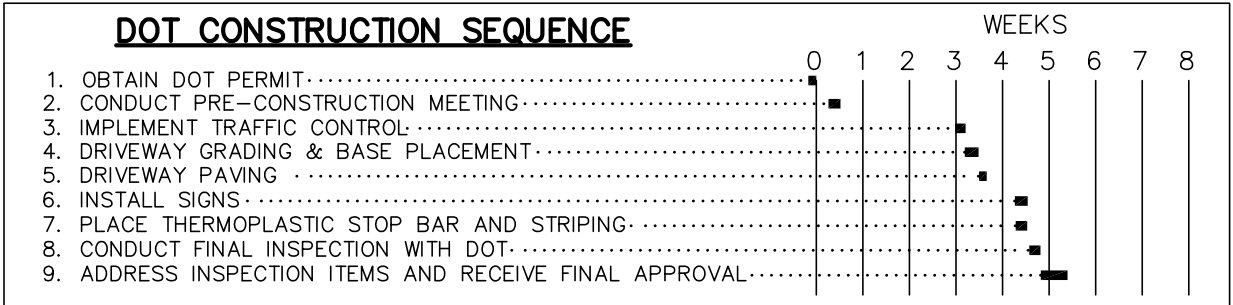 DOT CONSTRUCTION SEQUENCE
WEEKS
0 1 2 3 4 5 6 7 8
1. OBTAIN DOT PERMIT
2. CONDUCT PRE-CONSTRUCTION MEETING
3. IMPLEMENT TRAFFIC CONTROL
4. DRIVEWAY GRADING & BASE PLACEMENT
5. DRIVEWAY PAVING
6. INSTALL SIGNS
7. PLACE THERMOPLASTIC STOP BAR AND STRIPING
8. CONDUCT FINAL INSPECTION WITH DOT
9. ADDRESS INSPECTION ITEMS AND RECEIVE FINAL APPROVAL